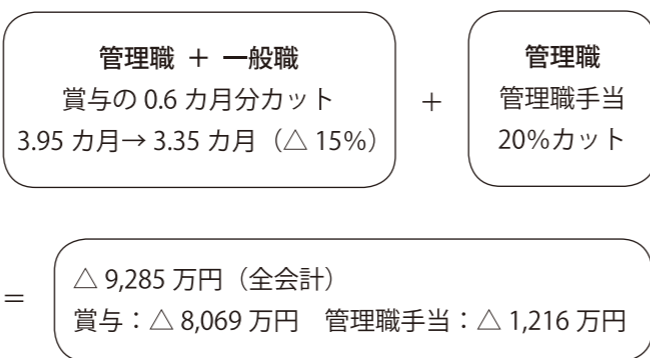 管理職 ＋ 一般職
賞与の 0.6 カ月分カット
3.95 カ月→ 3.35 カ月（△ 15％）
＋
管理職
管理職手当
20％カット
＝
△ 9,285 万円（全会計）
賞与：△ 8,069 万円　管理職手当：△ 1,216 万円